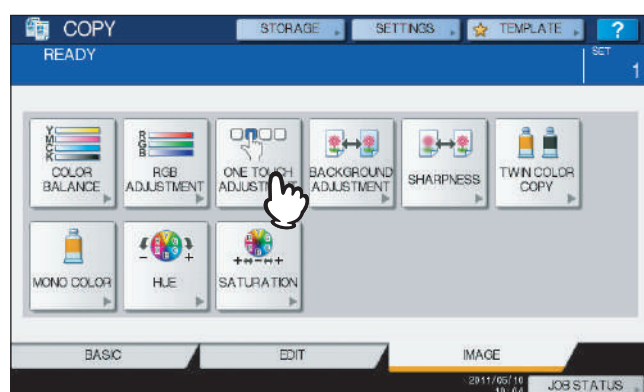 COPY
STORAGE
SETTINGS
TEMPLATE
?
READY
SET
1
Y
M
C
K
COLOR
BALANCE
R
G
B
RGB
ADJUSTMENT
ONE TOUCH
BACKGROUND
ADJUSTMENT
SHARPNESS
TWIN COLOR
COPY
MONO COLOR
HUE
SATURATION
BASIC
EDIT
IMAGE
2011/05/10
JOB STATUS